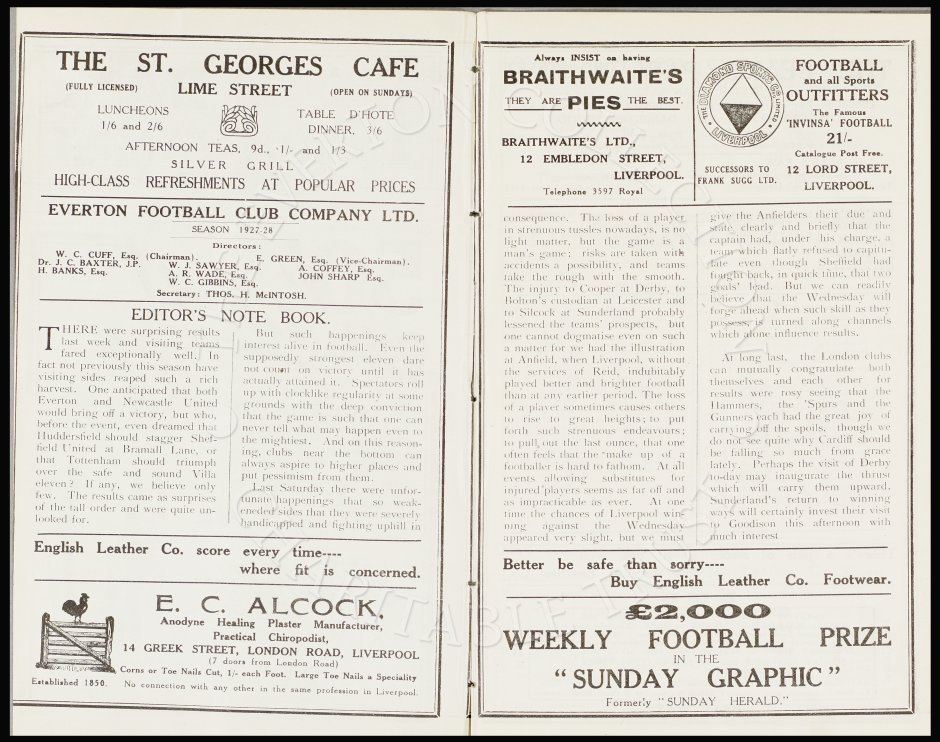 THE ST. GEORGES CAFE
(FULLY LICENSED) LIME STREET (OPEN ON SUNDAYS)
LUNCHEONS
1/6 and 2/6
TABLE D'HOTE
DINNER, 3/6
AFTERNOON TEAS, 9d., 1/- and 1/3
SILVER GRILL
HIGH-CLASS REFRESHMENTS AT POPULAR PRICES
EVERTON FOOTBALL CLUB COMPANY LTD.
SEASON 1927-28
Directors:
W. C. CUFF, Esq. (Chairman). E. GREEN, Esq. (Vice-Chairman).
Dr. J. C. BAXTER, J.P. W. J. SAWYER, Esq. A. COFFEY, Esq.
H. BANKS, Esq. A. R. WADE, Esq. JOHN SHARP Esq.
W. C. GIBBINS, Esq.
Secretary: THOS. H. McINTOSH.
EDITOR'S NOTE BOOK.
THERE were surprising results
last week and visiting teams
fared exceptionally well. In
fact not previously this season have
visiting sides reaped such a rich
harvest. One anticipated that both
Everton and Newcastle United
would bring off a victory, but who,
before the event, even dreamed that
Huddersfield should stagger Shef-
field United at Bramall Lane, or
that Tottenham should triumph
over the safe and sound Villa
eleven? If any, we believe only
few. The results came as surprises
of the tall order and were quite un-
looked for.
But such happenings keep
interest alive in football. Even the
supposedly strongest eleven dare
not count on victory until it has
actually attained it. Spectators roll
up with clocklike regularity at some
grounds with the deep conviction
that the game is such that one can
never tell what may happen even to
the mightiest. And on this reason-
ing, clubs near the bottom can
always aspire to higher places and
put pessimism from them.
Last Saturday there were unfor-
tunate happenings that so weak-
eneded sides that they were severely
handicapped and fighting uphill in
English Leather Co. score every time----
where fit is concerned.
E. C. ALCOCK,
Anodyne Healing Plaster Manufacturer,
Practical Chiropodist,
14 GREEK STREET, LONDON ROAD, LIVERPOOL
(7 doors from London Road)
Corns or Toe Nails Cut, 1/- each Foot. Large Toe Nails a Speciality
Established 1850. No connection with any other in the same profession in Liverpool.
Always INSIST on having
BRAITHWAITE'S
THEY ARE PIES THE BEST.
BRAITHWAITE'S LTD.,
12 EMBLEDON STREET,
LIVERPOOL.
Telephone 3597 Royal
THE DIAMOND SPORTS CO. LIMITED
LIVERPOOL
SUCCESSORS TO
FRANK SUGG LTD.
FOOTBALL
and all Sports
OUTFITTERS
The Famous
'INVINSA' FOOTBALL
21/-
Catalogue Post Free.
12 LORD STREET,
LIVERPOOL.
consequence. The loss of a player
in strenuous tussles nowadays, is no
light matter, but the game is a
man's game; risks are taken with
accidents a possibility, and teams
take the rough with the smooth.
The injury to Cooper at Derby, to
Bolton's custodian at Leicester and
to Silcock at Sunderland probably
lessened the teams' prospects, but
one cannot dogmatise even on such
a matter for we had the illustration
at Anfield, when Liverpool, without
the services of Reid, indubitably
played better and brighter football
than at any earlier period. The loss
of a player sometimes causes others
to rise to great heights; to put
forth such strenuous endeavours;
to pull out the last ounce, that one
often feels that the make up of a
footballer is hard to fathom. At all
events allowing substitutes for
injured players seems as far off and
as impracticable as ever. At one
time the chances of Liverpool win-
ning against the Wednesday
appeared very slight, but we must
give the Anfielders their due and
state clearly and briefly that the
captain had, under his charge, a
team which flatly refused to capitu-
late even though Sheffield had
fought back, in quick time, that two
goals' lead. But we can readily
believe that the Wednesday will
forge ahead when such skill as they
possess, is turned along channels
which alone influence results.
At long last, the London clubs
can mutually congratulate both
themselves and each other for
results were rosy seeing that the
Hammers, the 'Spurs and the
Gunners each had the great joy of
carrying off the spoils, though we
do not see quite why Cardiff should
be falling so much from grace
lately. Perhaps the visit of Derby
to-day may inaugurate the thrust
which will carry them upward.
Sunderland's return to winning
ways will certainly invest their visit
to Goodison this afternoon with
much interest
Better be safe than sorry----
Buy English Leather Co. Footwear.
£2,000
WEEKLY FOOTBALL PRIZE
IN THE
"SUNDAY GRAPHIC"
Formerly "SUNDAY HERALD."